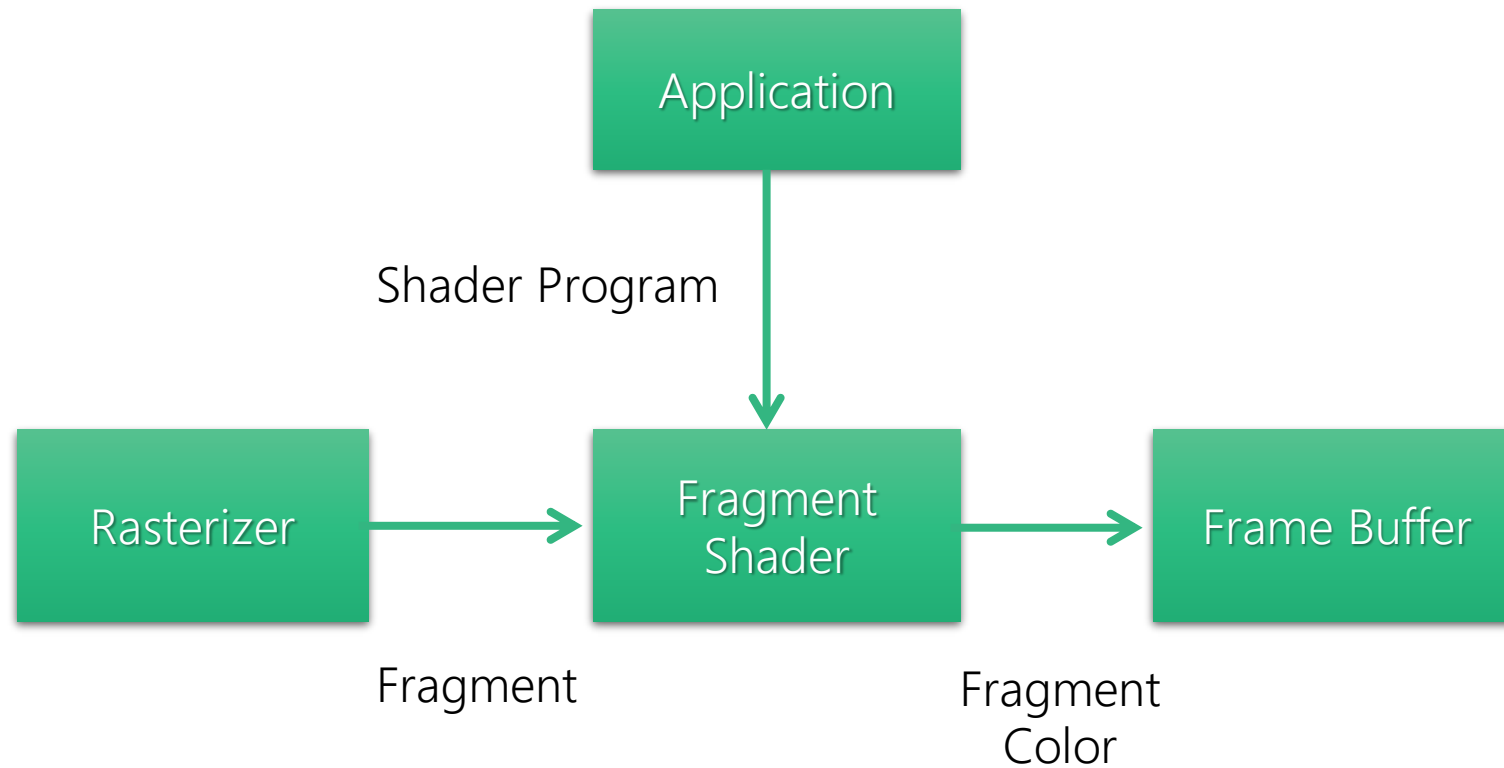 Application
Shader Program
Rasterizer
Fragment
Shader
Frame Buffer
Fragment
Fragment
Color